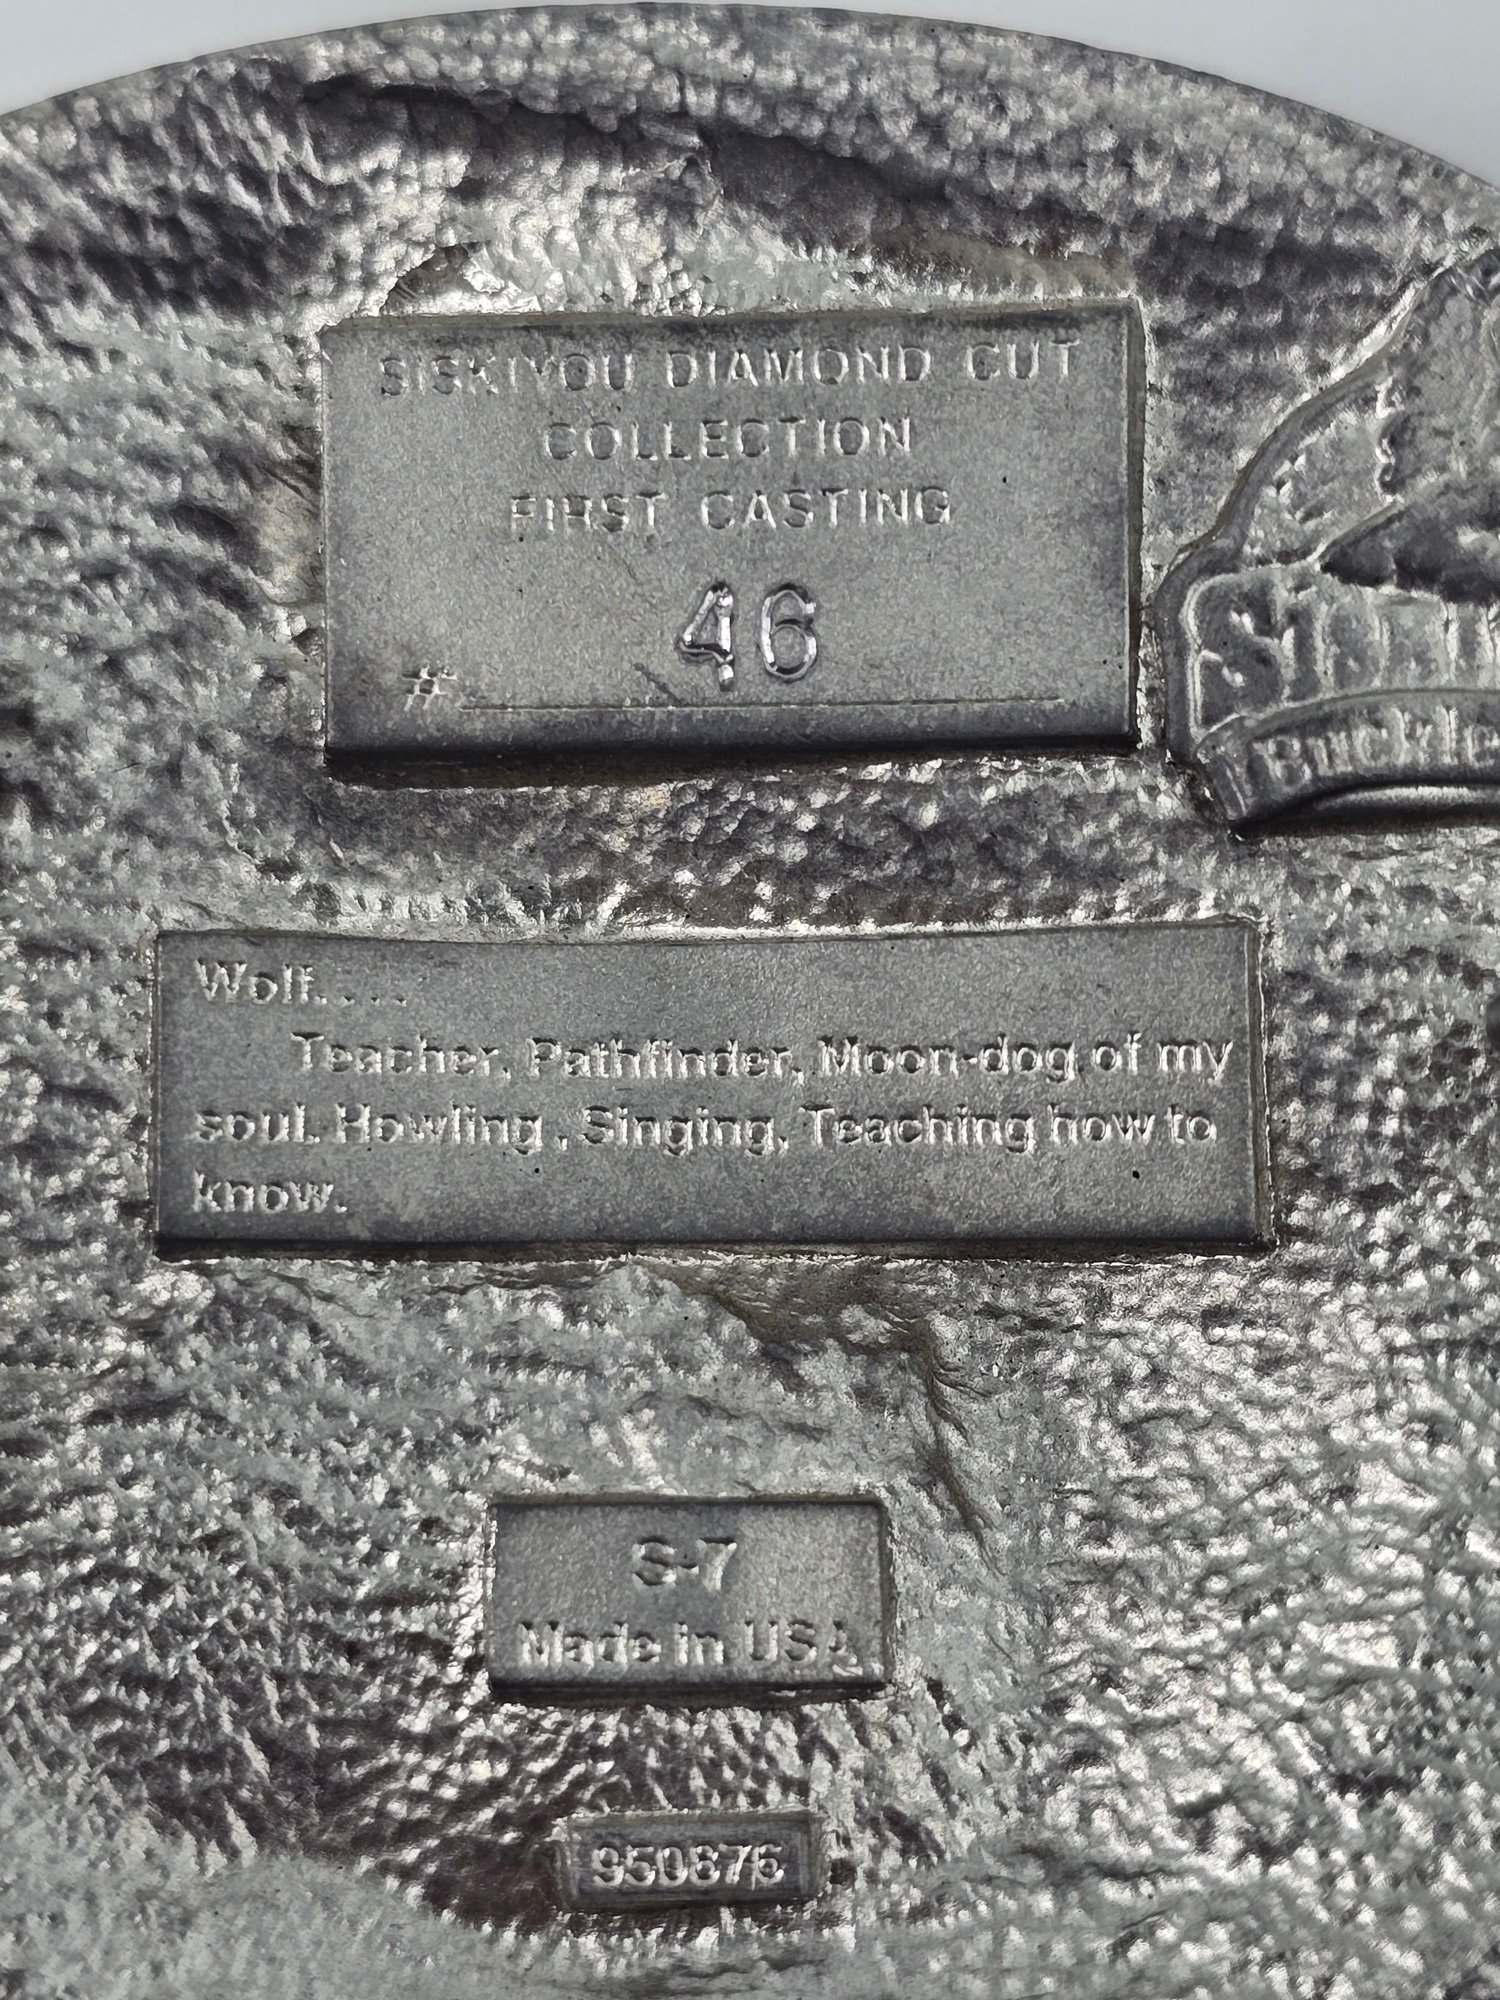 SISKIYOU DIAMOND CUT
COLLECTION
FIRST CASTING
# 46
Buckle
Wolf.....
Teacher, Pathfinder, Moon-dog of my
soul. Howling, Singing, Teaching how to
know.
S-7
Made in USA
950876